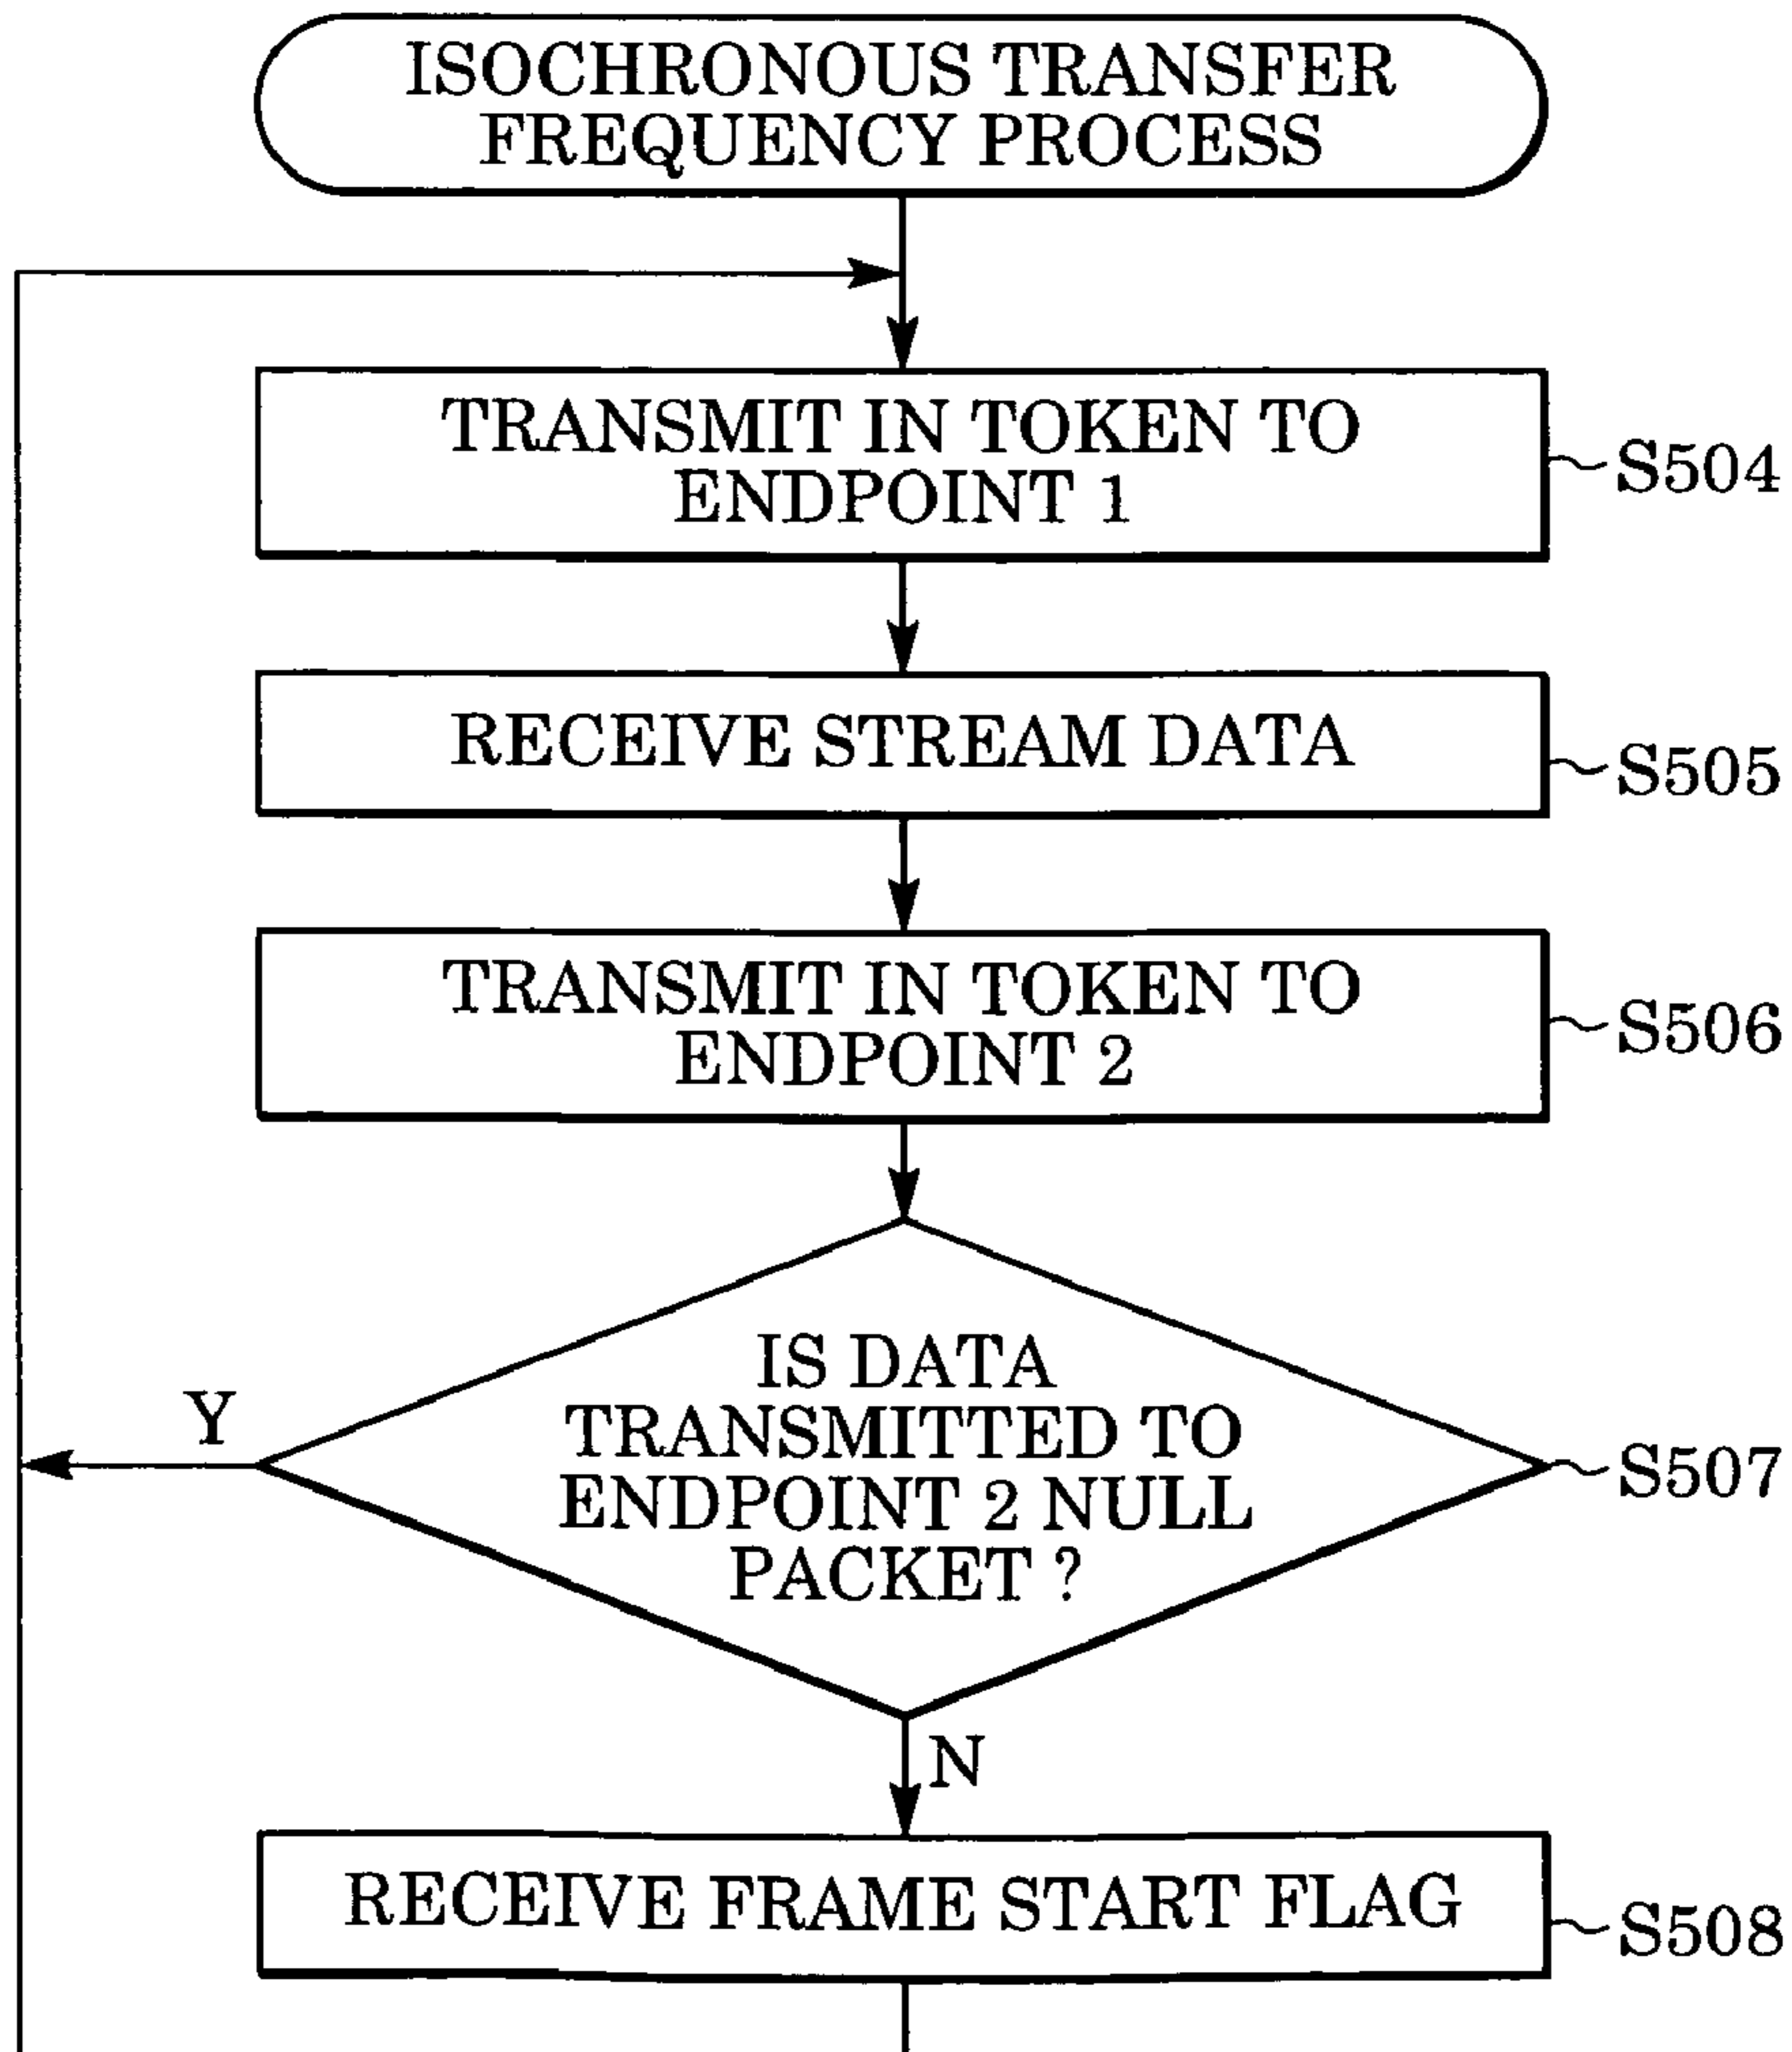 ISOCHRONOUS TRANSFER
FREQUENCY PROCESS
TRANSMIT IN TOKEN TO
ENDPOINT 1
S504
RECEIVE STREAM DATA
S505
TRANSMIT IN TOKEN TO
ENDPOINT 2
S506
IS DATA
TRANSMITTED TO
ENDPOINT 2 NULL
PACKET ?
Y
S507
N
RECEIVE FRAME START FLAG
S508